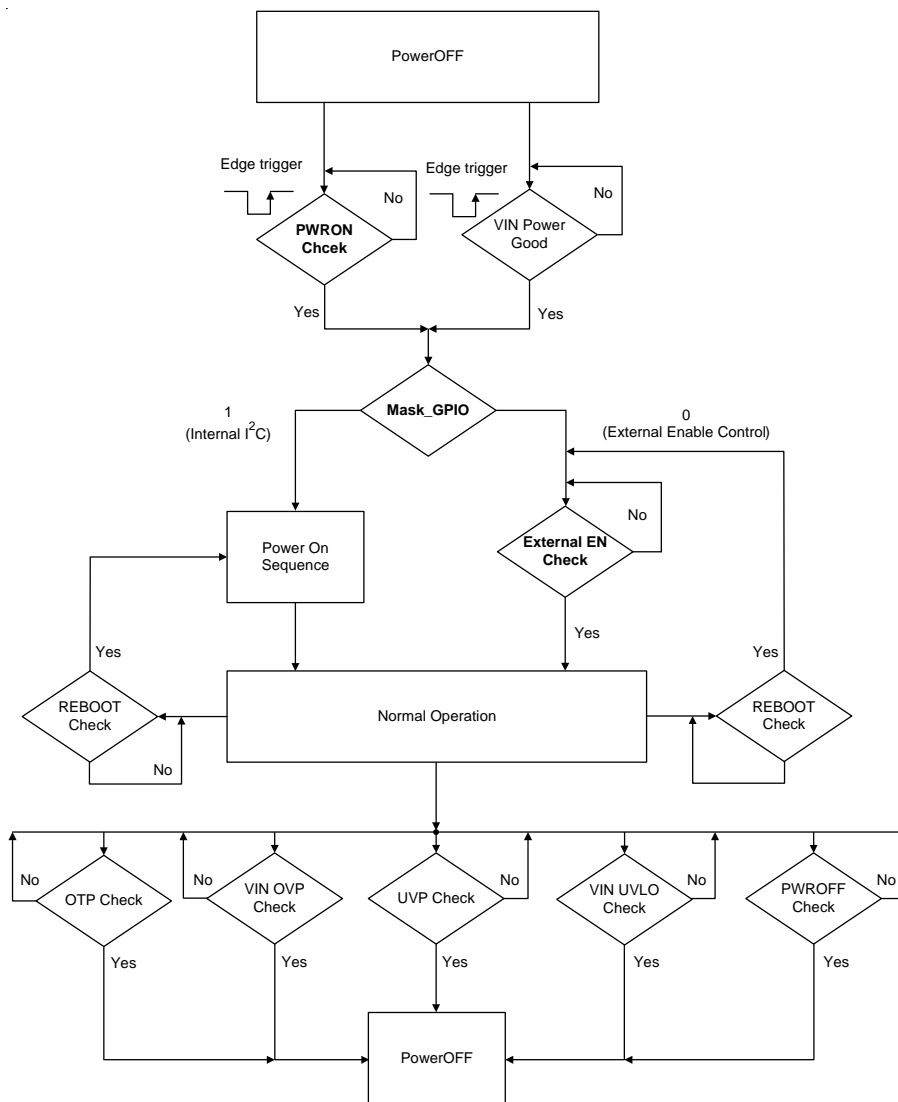 PowerOFF
Edge trigger
Edge trigger
No
No
PWRON
Chcek
VIN Power
Good
Yes
Yes
Mask_GPIO
1
(Internal I²C)
0
(External Enable Control)
No
Power On
Sequence
External EN
Check
Yes
Yes
Yes
REBOOT
Check
Normal Operation
REBOOT
Check
No
No
No
No
No
No
OTP Check
VIN OVP
Check
UVP Check
VIN UVLO
Check
PWROFF
Check
Yes
Yes
Yes
Yes
Yes
PowerOFF